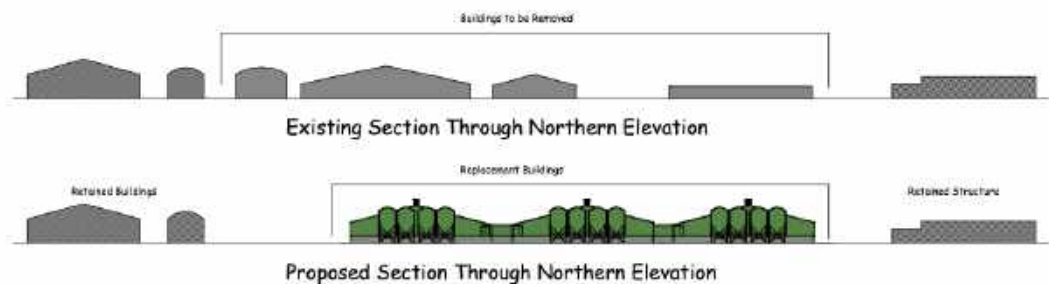 Buildings to be Removed
Existing Section Through Northern Elevation
Replacement Buildings
Retained Buildings
Retained Structure
Proposed Section Through Northern Elevation